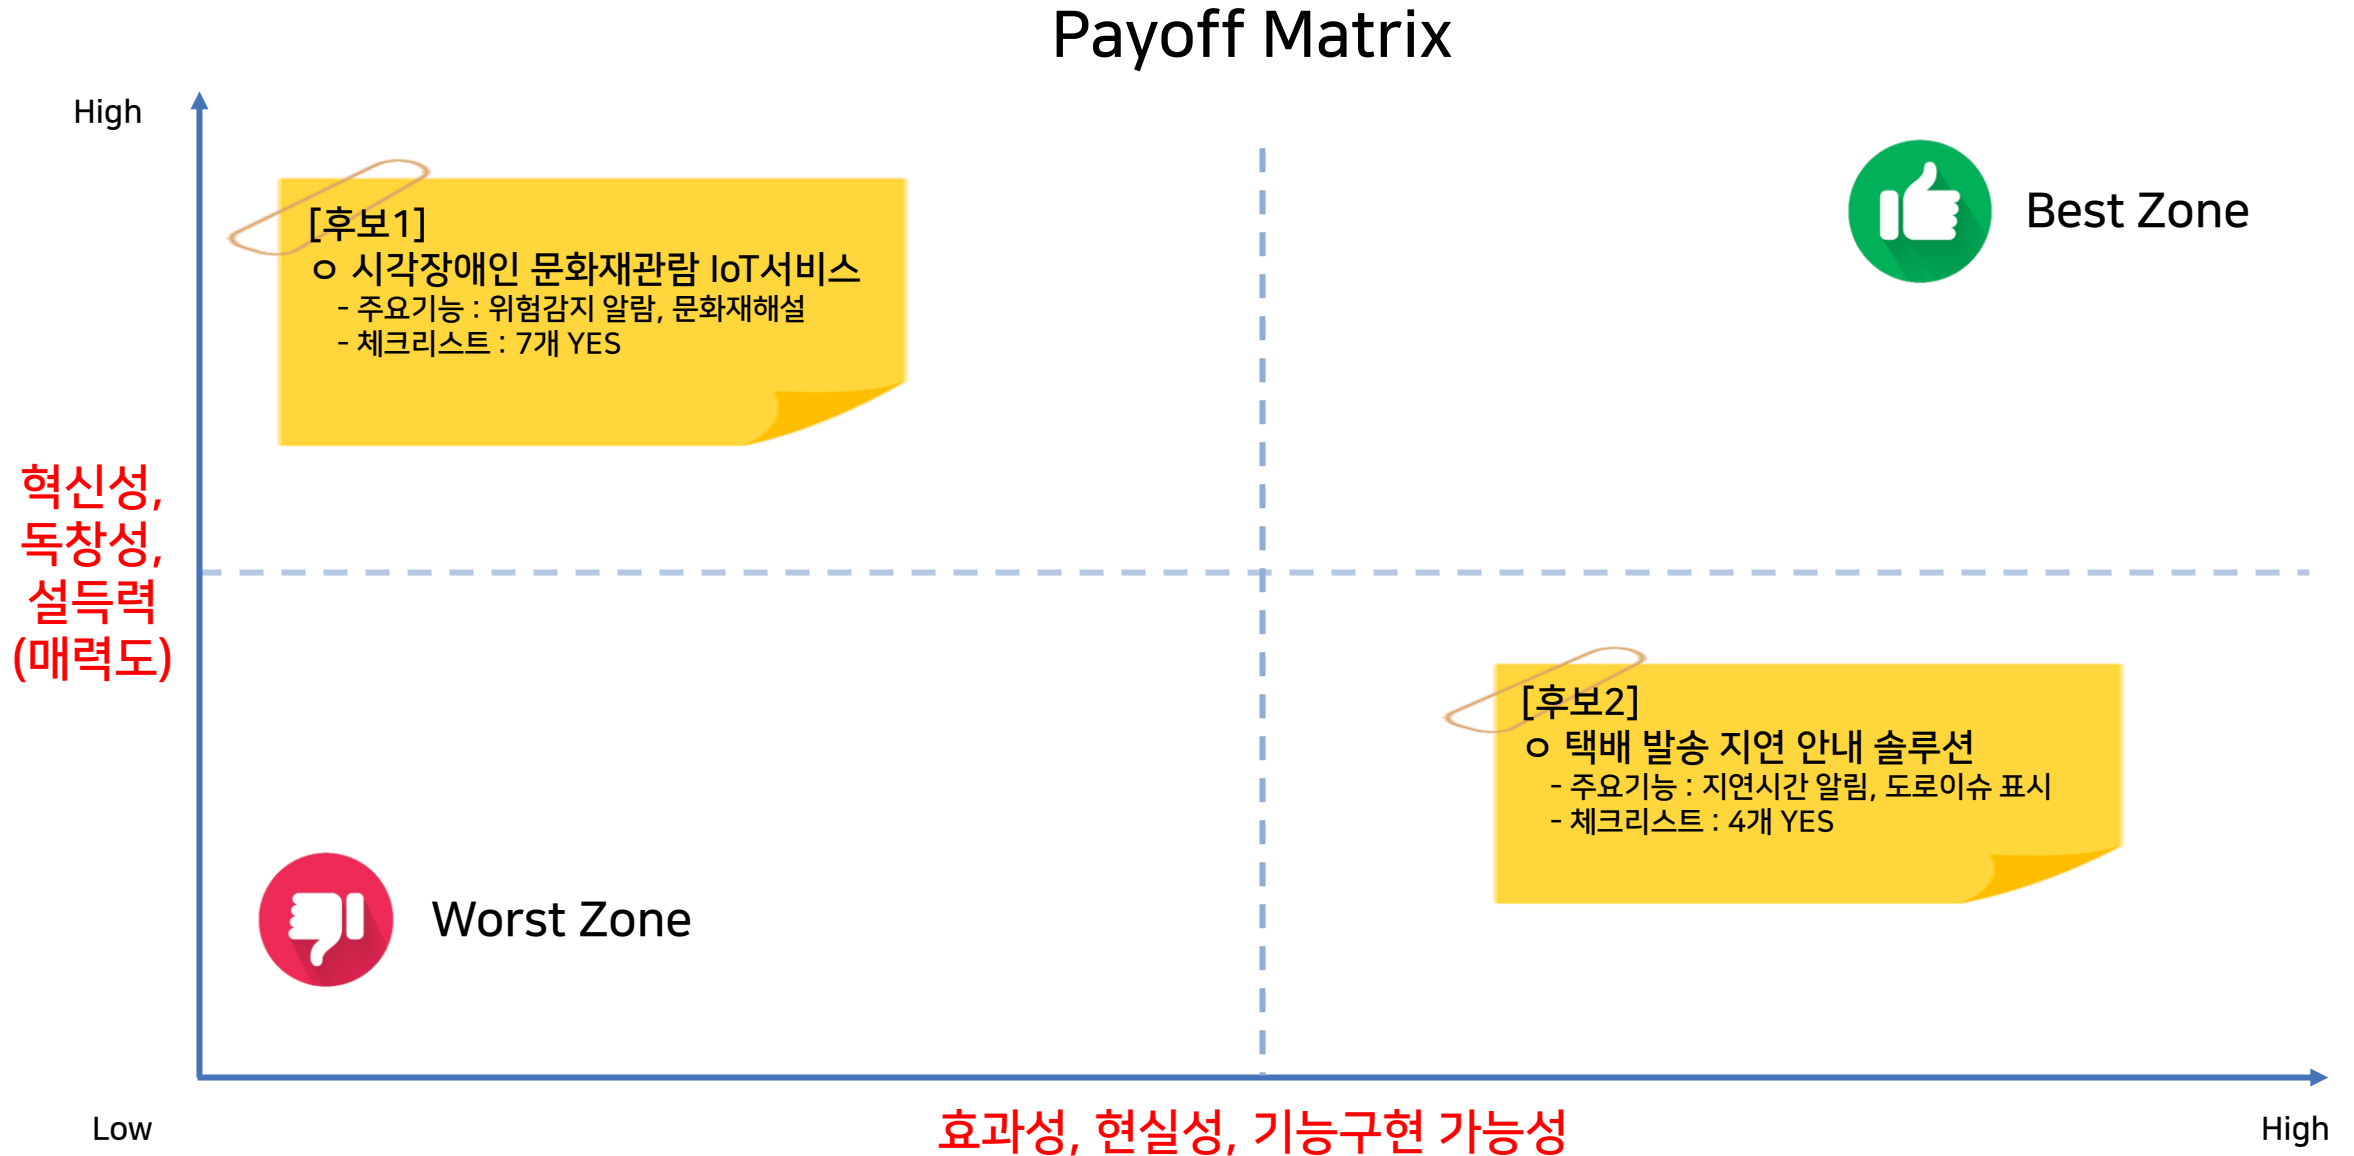 Payoff Matrix
High
[후보1]
ㅇ 시각장애인 문화재관람 IoT서비스
- 주요기능 : 위험감지 알람, 문화재해설
- 체크리스트 : 7개 YES
Best Zone
혁신성,
독창성,
설득력
(매력도)
[후보2]
ㅇ 택배 발송 지연 안내 솔루션
- 주요기능 : 지연시간 알림, 도로이슈 표시
- 체크리스트 : 4개 YES
Worst Zone
Low
효과성, 현실성, 기능구현 가능성
High